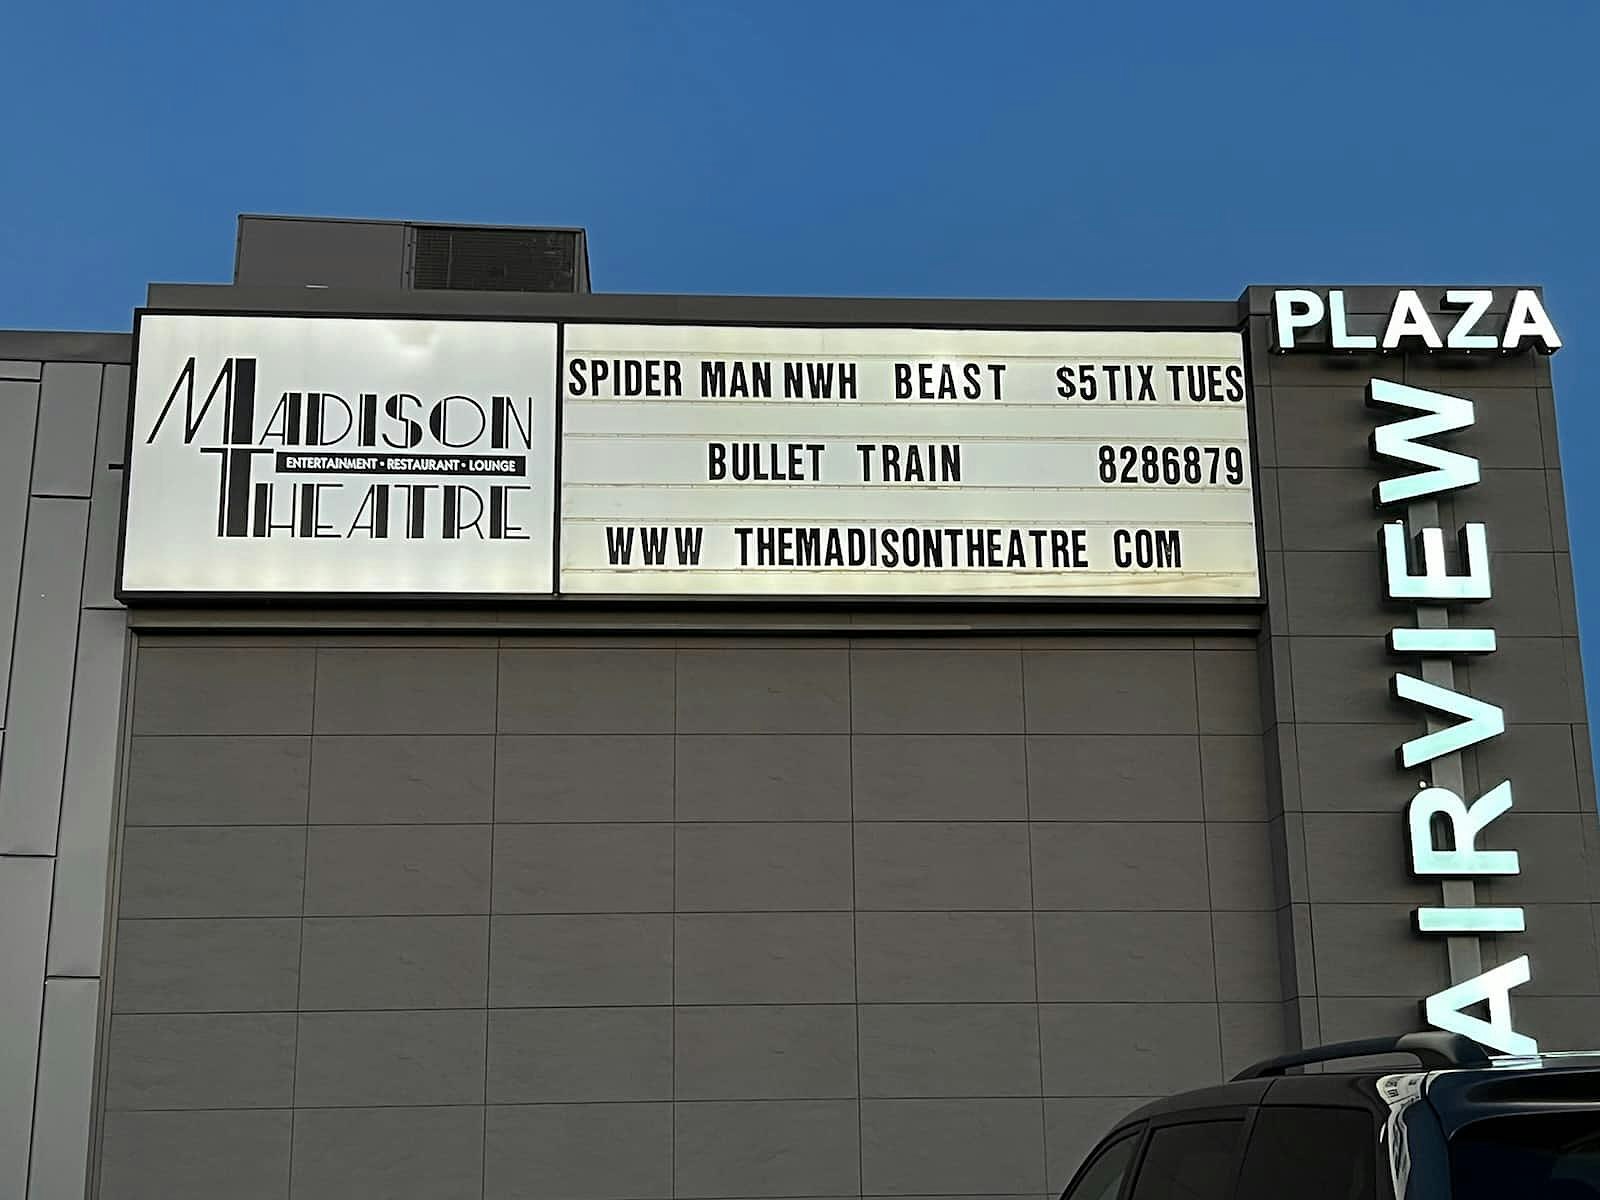 MADISON
ENTERTAINMENT • RESTAURANT • LOUNGE
THEATRE
SPIDER MAN NWH BEAST $5 TIX TUES
BULLET TRAIN 8286879
WWW THEMADISONTHEATRE COM
PLAZA
AIRVIEW